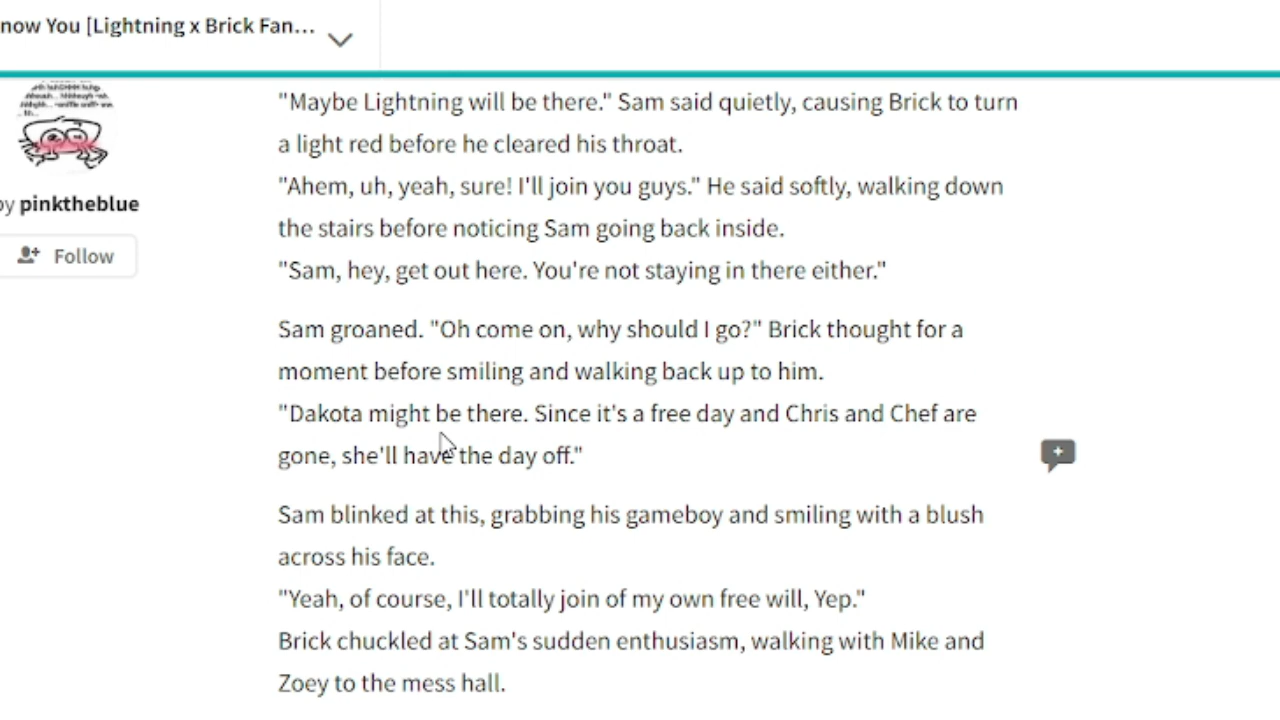 now You [Lightning x Brick Fan...
"Maybe Lightning will be there." Sam said quietly, causing Brick to turn
a light red before he cleared his throat.
by pinktheblue
"Ahem, uh, yeah, sure! I'll join you guys." He said softly, walking down
the stairs before noticing Sam going back inside.
Follow
"Sam, hey, get out here. You're not staying in there either."
Sam groaned. "Oh come on, why should I go?" Brick thought for a
moment before smiling and walking back up to him.
"Dakota might be there. Since it's a free day and Chris and Chef are
gone, she'll have the day off."
Sam blinked at this, grabbing his gameboy and smiling with a blush
across his face.
"Yeah, of course, I'll totally join of my own free will, Yep."
Brick chuckled at Sam's sudden enthusiasm, walking with Mike and
Zoey to the mess hall.